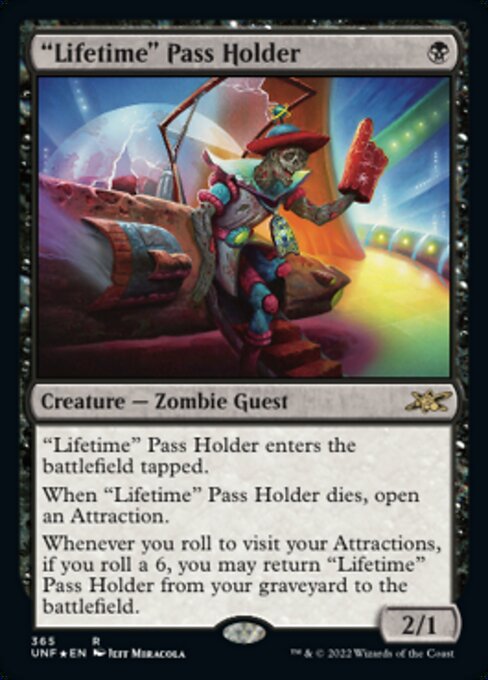 “Lifetime” Pass Holder
Creature — Zombie Guest
“Lifetime” Pass Holder enters the
battlefield tapped.
When “Lifetime” Pass Holder dies, open
an Attraction.
Whenever you roll to visit your Attractions,
if you roll a 6, you may return “Lifetime”
Pass Holder from your graveyard to the
battlefield.
2/1
365 R
UNF★EN Jeff Miracola
™ & © 2022 Wizards of the Coast